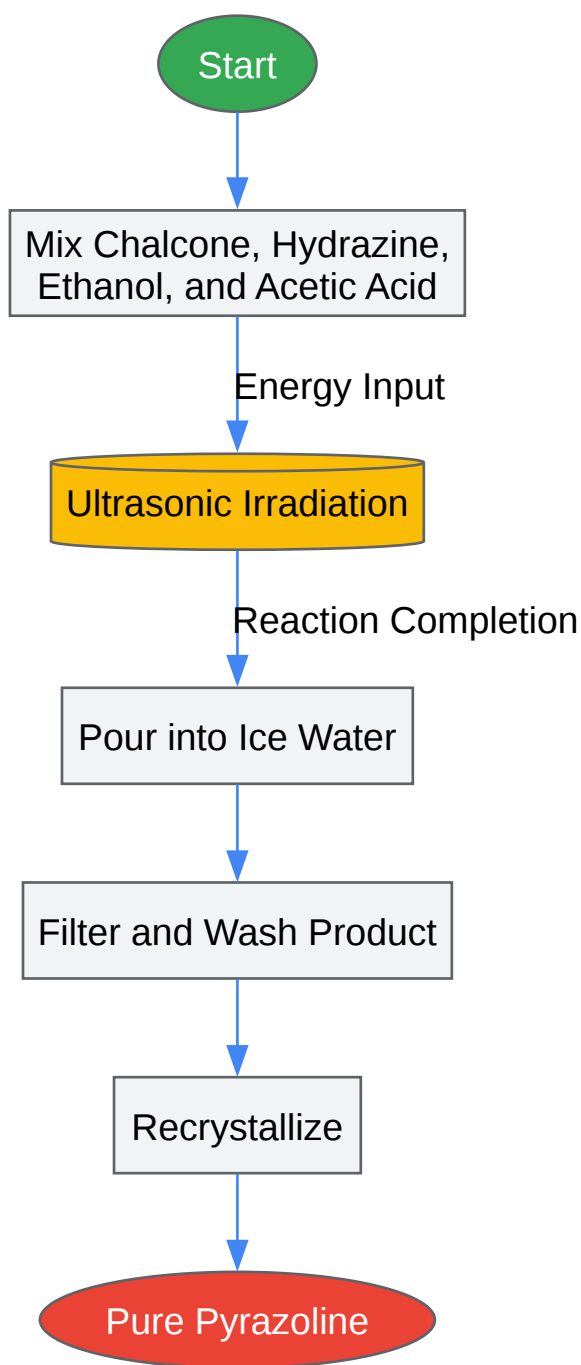 Start
Mix Chalcone, Hydrazine,
Ethanol, and Acetic Acid
Energy Input
Ultrasonic Irradiation
Reaction Completion
Pour into Ice Water
Filter and Wash Product
Recrystallize
Pure Pyrazoline